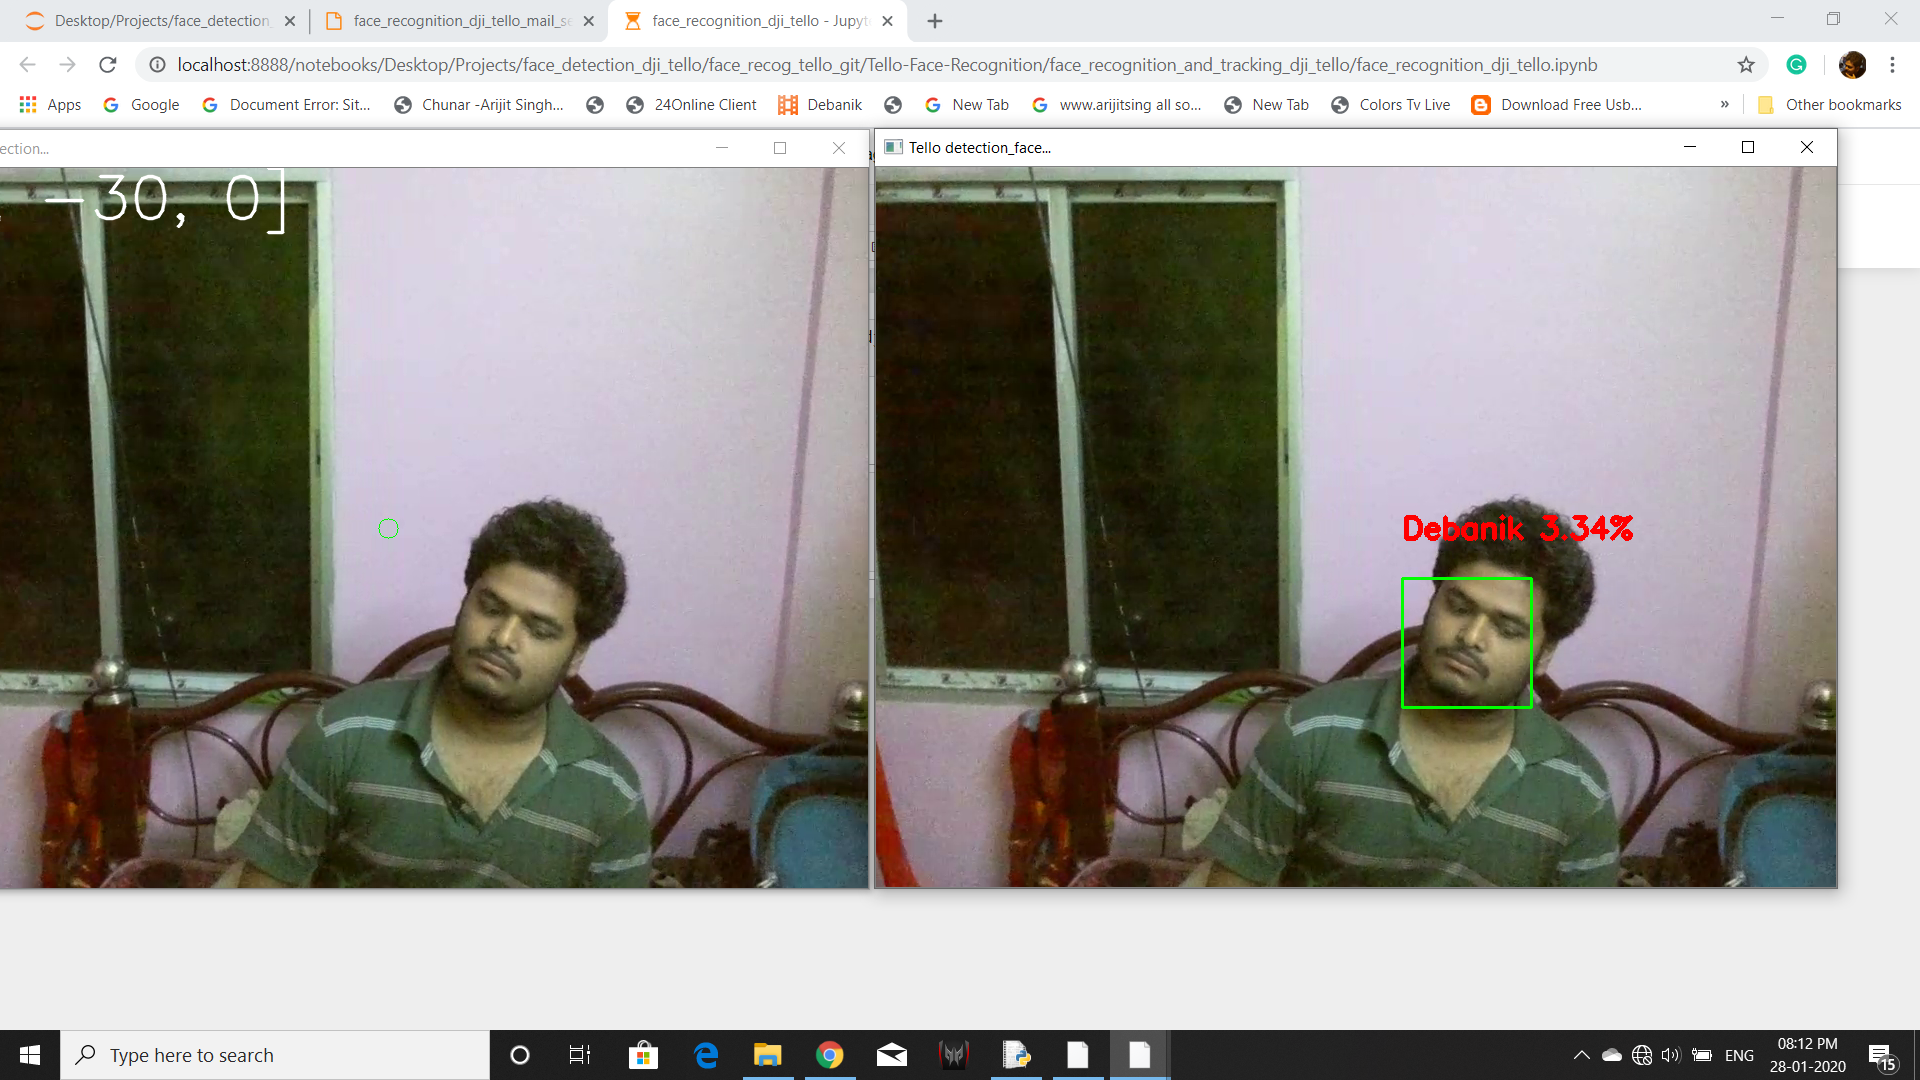 Desktop/Projects/face_detection_
face_recognition_dji_tello_mail_se
face_recognition_dji_tello - Jupyte
localhost:8888/notebooks/Desktop/Projects/face_detection_dji_tello/face_recog_tello_git/Tello-Face-Recognition/face_recognition_and_tracking_dji_tello/face_recognition_dji_tello.ipynb
Apps
Google
Document Error: Sit...
Chunar -Arijit Singh...
24Online Client
Debanik
New Tab
www.arijitsing all so...
New Tab
Colors Tv Live
Download Free Usb...
»
Other bookmarks
ection...
Tello detection_face...
-30, 0]
Debanik 3.34%
Type here to search
ENG
08:12 PM
28-01-2020
15